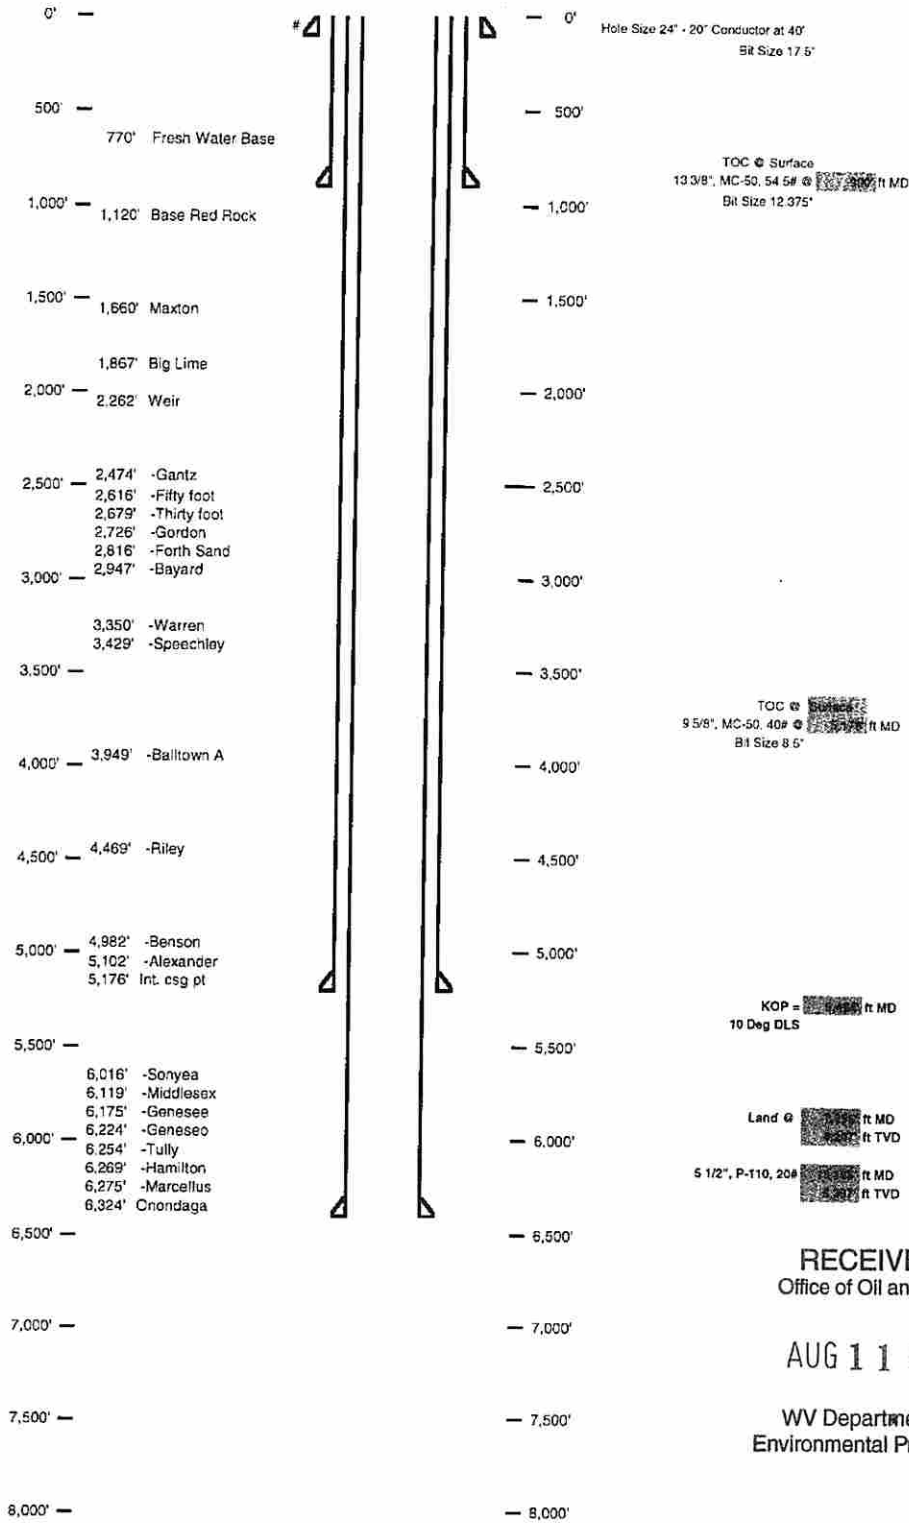 0'
#
0'
Hole Size 24" - 20" Conductor at 40'
Bit Size 17.5"
500'
500'
770' Fresh Water Base
TOC @ Surface
13 3/8", MC-50, 54.5# @ 900' ft MD
Bit Size 12.375"
1,000'
1,000'
1,120' Base Red Rock
1,500'
1,500'
1,660' Maxton
1,867' Big Lime
2,000'
2,000'
2,262' Weir
2,474' -Gantz
2,500'
2,500'
2,616' -Fifty foot
2,679' -Thirty foot
2,726' -Gordon
2,816' -Forth Sand
2,947' -Bayard
3,000'
3,000'
3,350' -Warren
3,429' -Speechley
3,500'
3,500'
TOC @ Surface
9 5/8", MC-50, 40# @ ft MD
Bit Size 8.5"
3,949' -Balltown A
4,000'
4,000'
4,469' -Riley
4,500'
4,500'
4,982' -Benson
5,000'
5,000'
5,102' -Alexander
5,176' Int. csg pt
KOP = ft MD
10 Deg DLS
5,500'
5,500'
6,016' -Sonyea
6,119' -Middlesex
6,175' -Genesee
6,224' -Geneseo
Land @ ft MD
ft TVD
6,000'
6,000'
6,254' -Tully
6,269' -Hamilton
6,275' -Marcellus
6,324' Onondaga
5 1/2", P-110, 20# ft MD
ft TVD
6,500'
6,500'
RECEIVE
Office of Oil an
7,000'
7,000'
AUG 1 1
7,500'
7,500'
WV Departme
Environmental Pr
8,000'
8,000'